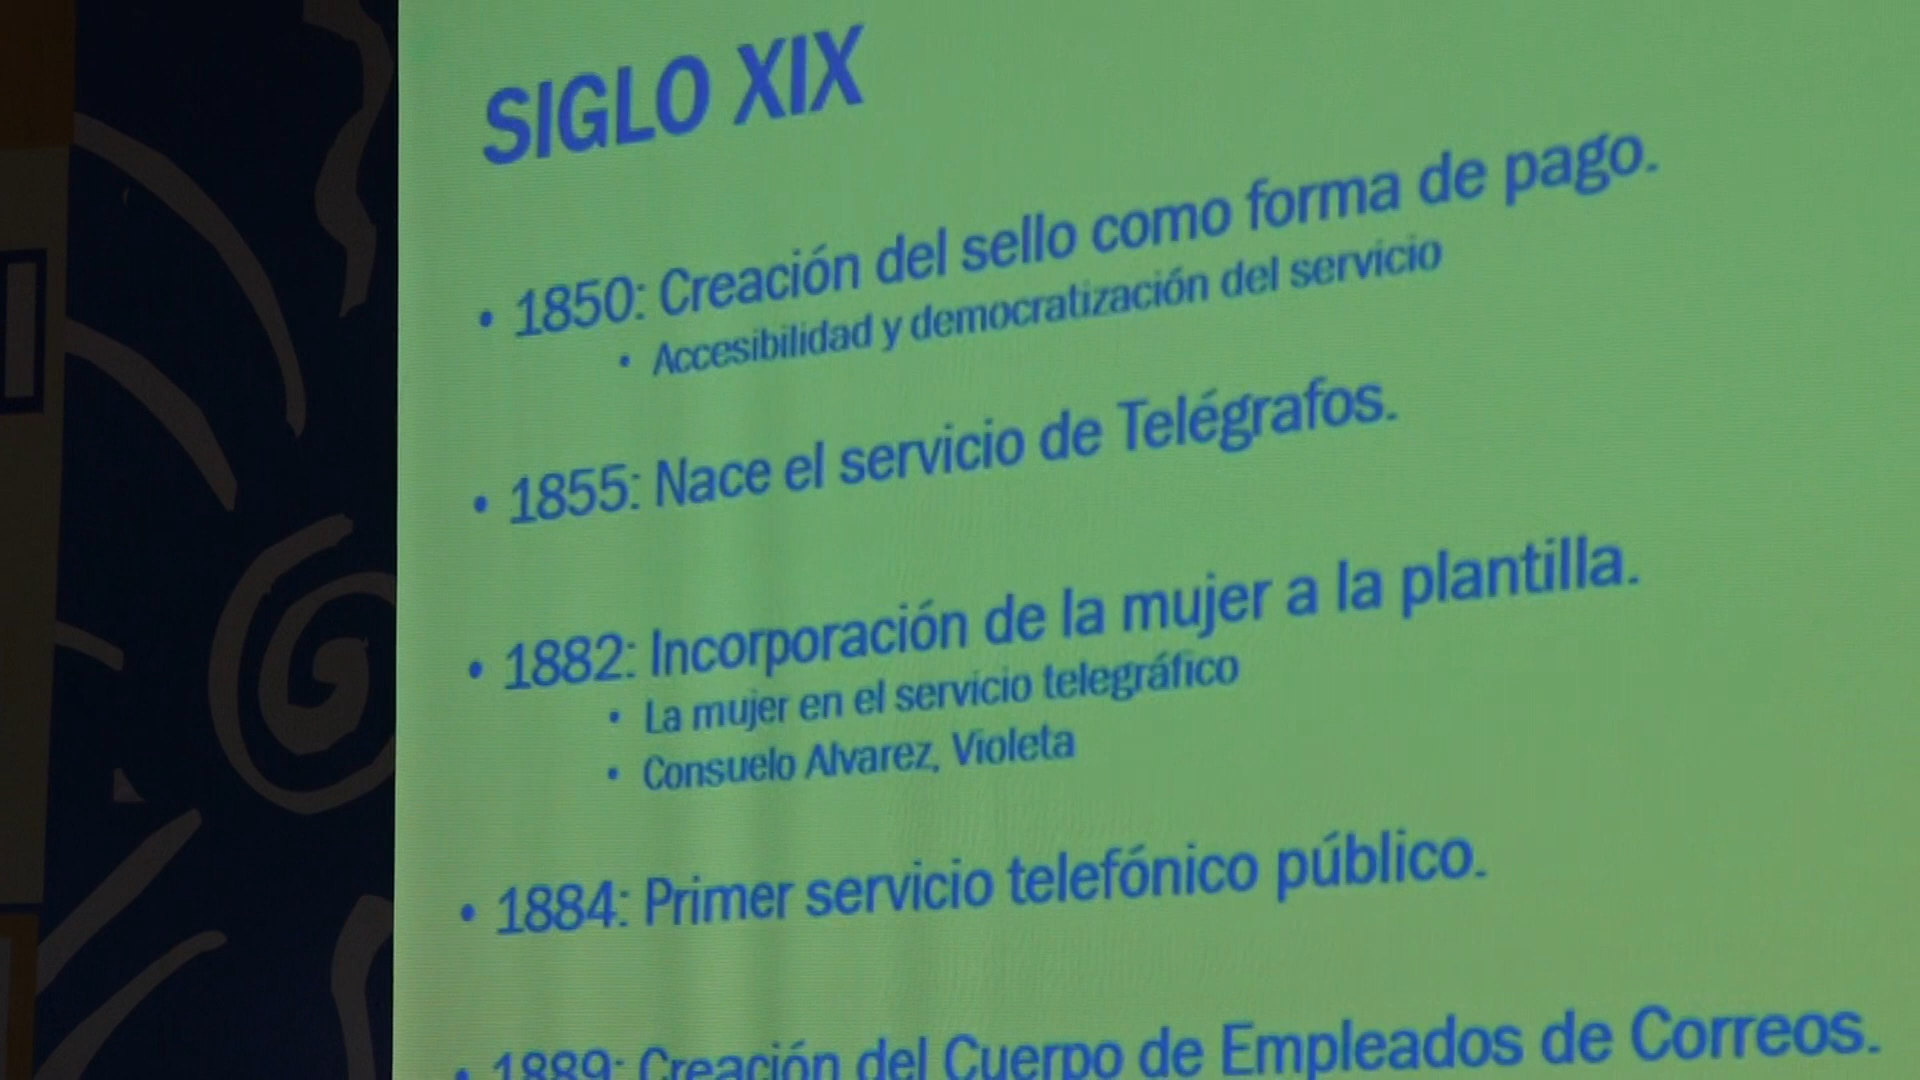 SIGLO XIX
• 1850: Creación del sello como forma de pago.
• Accesibilidad y democratización del servicio
• 1855: Nace el servicio de Telégrafos.
• 1882: Incorporación de la mujer a la plantilla.
• La mujer en el servicio telegráfico
• Consuelo Alvarez, Violeta
• 1884: Primer servicio telefónico público.
• 1889: Creación del Cuerpo de Empleados de Correos.